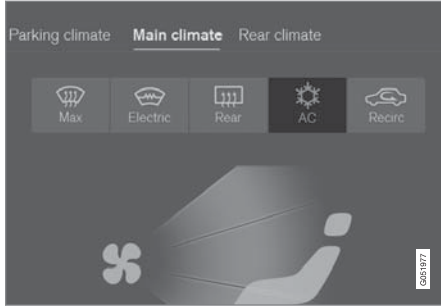 Parking climate Main climate Rear climate
Max Electric Rear AC Recirc
G051977